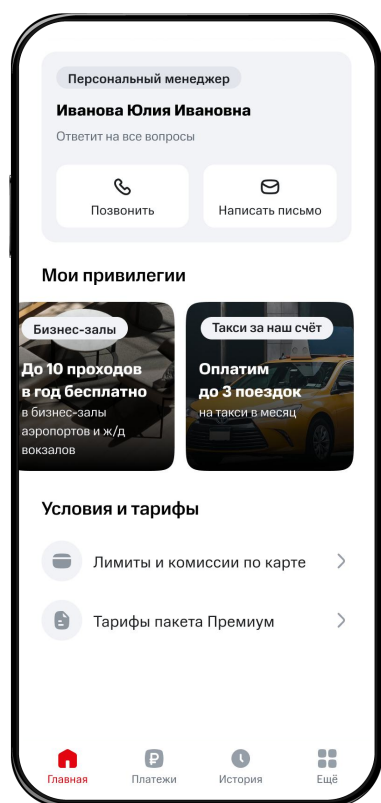 Персональный менеджер
Иванова Юлия Ивановна
Ответит на все вопросы
Позвонить
Написать письмо
Мои привилегии
Бизнес-залы
До 10 проходов
в год бесплатно
в бизнес-залы
аэропортов и ж/д
вокзалов
Такси за наш счёт
Оплатим
до 3 поездок
на такси в месяц
Условия и тарифы
Лимиты и комиссии по карте
Тарифы пакета Премиум
Главная
Платежи
История
Ещё